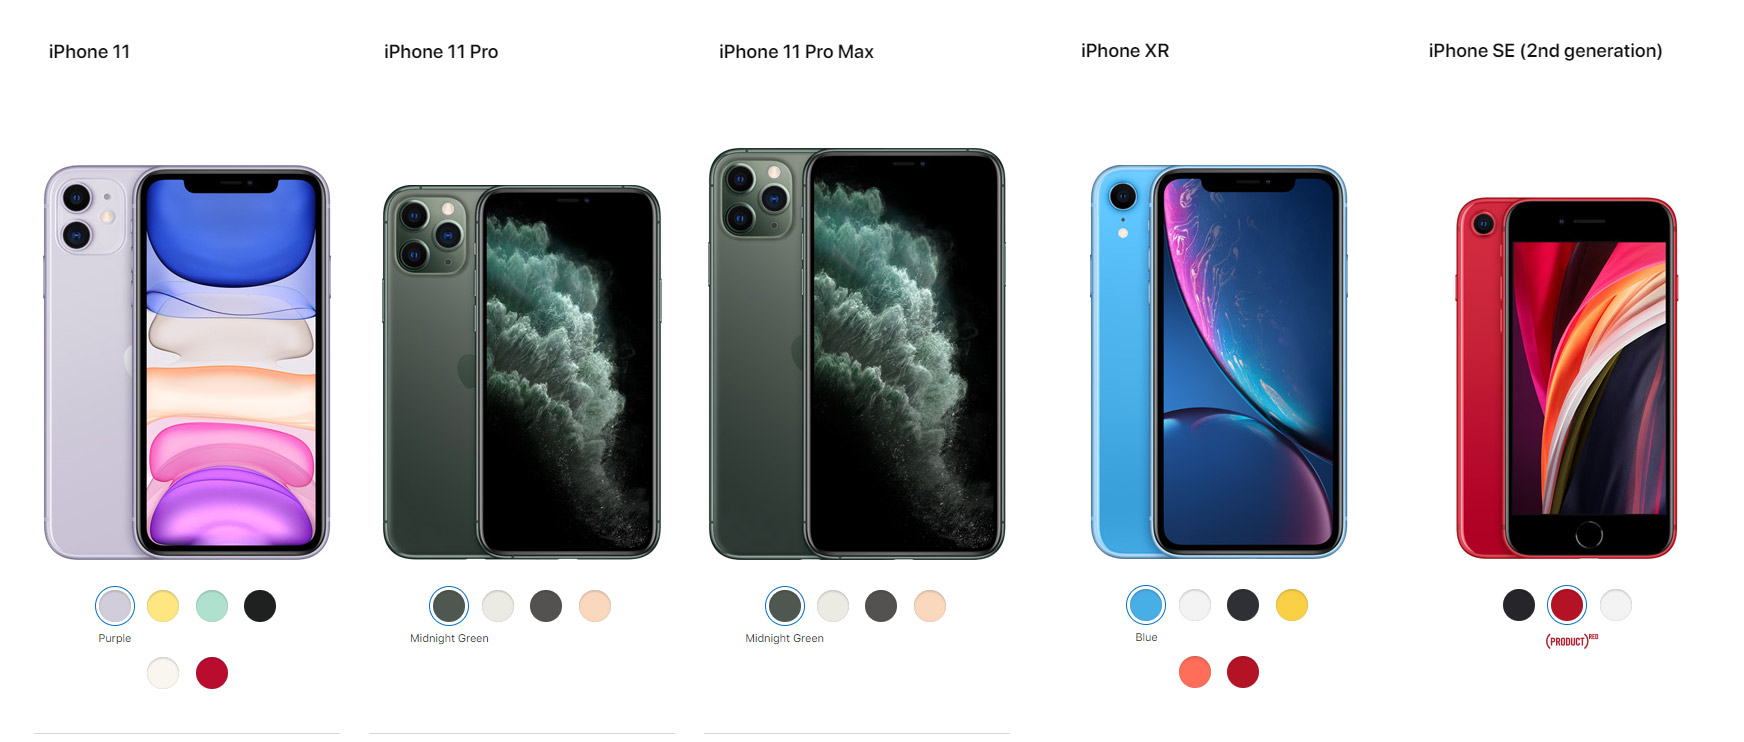 iPhone 11
iPhone 11 Pro
iPhone 11 Pro Max
iPhone XR
iPhone SE (2nd generation)
Purple
Midnight Green
Midnight Green
Blue
(PRODUCT)RED